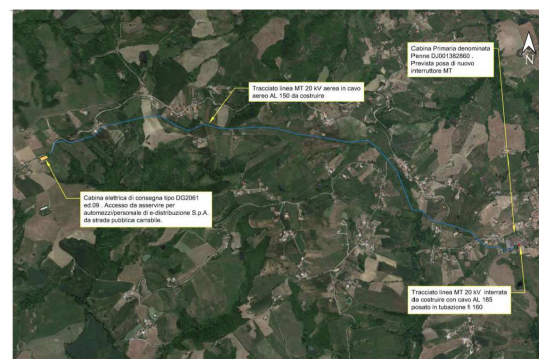 Cabina Primaria denominata
Penne DJ001382860 .
Prevista posa di nuovo
interruttore MT
N
Tracciato linea MT 20 kV aerea in cavo
aereo AL 150 da costruire
Cabina elettrica di consegna tipo DG2061
ed.09 . Accesso da asservire per
automezzi/personale di e-distribuzione S.p.A.
da strada pubblica carrabile.
Tracciato linea MT 20 kV interrata
da costruire con cavo AL 185
posato in tubazione fi 160